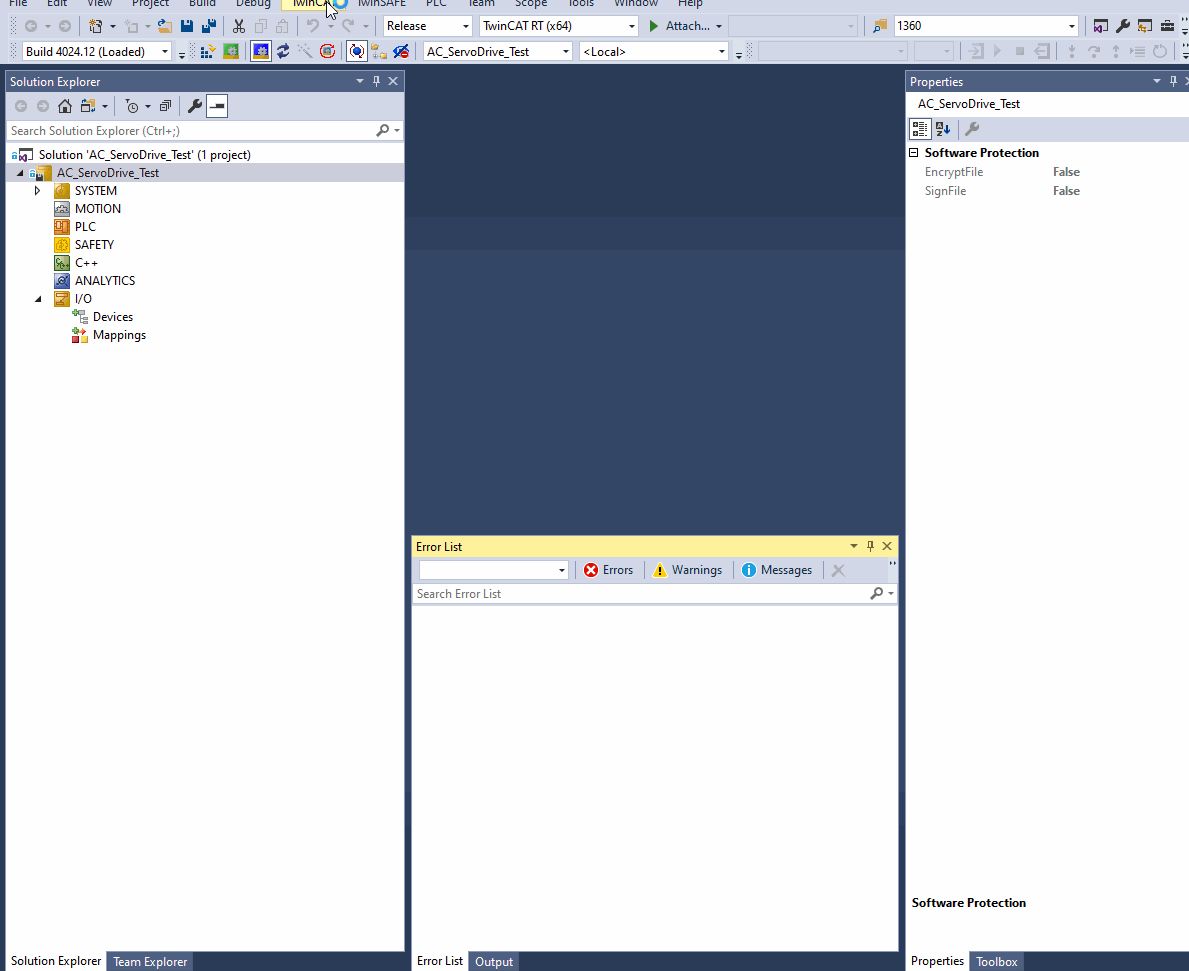 File Edit View Project Build Debug TwinCAT TwinSAFE PLC Team Scope Tools Window Help
Release TwinCAT RT (x64) Attach... 1360
Build 4024.12 (Loaded) AC_ServoDrive_Test <Local>
Solution Explorer
Search Solution Explorer (Ctrl+;)
Solution 'AC_ServoDrive_Test' (1 project)
AC_ServoDrive_Test
SYSTEM
MOTION
PLC
SAFETY
C++
ANALYTICS
I/O
Devices
Mappings
Solution Explorer Team Explorer
Error List
Errors Warnings Messages
Search Error List
Error List Output
Properties
AC_ServoDrive_Test
Software Protection
EncryptFile False
SignFile False
Software Protection
Properties Toolbox